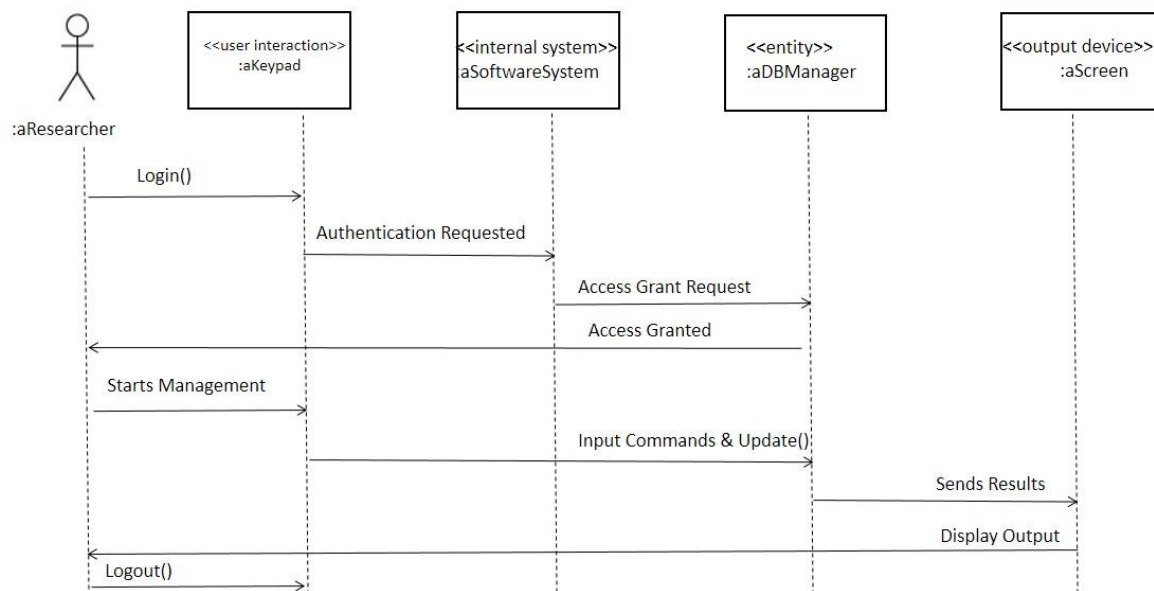 <<user interaction>>
:aKeypad
<<internal system>>
:aSoftwareSystem
<<entity>>
:aDBManager
<<output device>>
:aScreen
:aResearcher
Login()
Authentication Requested
Access Grant Request
Access Granted
Starts Management
Input Commands & Update()
Sends Results
Display Output
Logout()